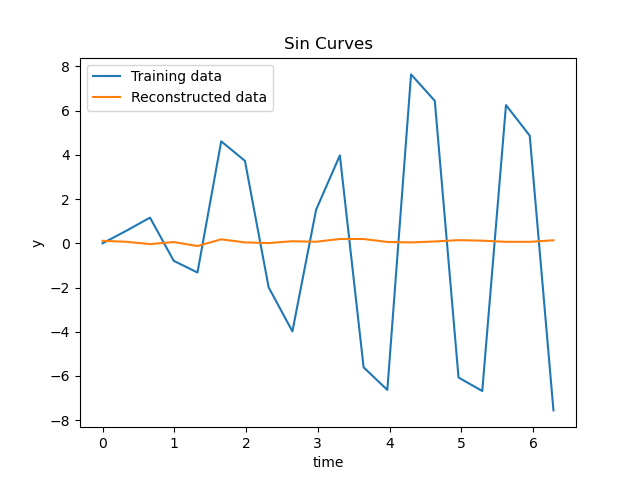 Sin Curves
Training data
Reconstructed data
8
6
4
2
0
−2
−4
−6
−8
y
0 1 2 3 4 5 6
time